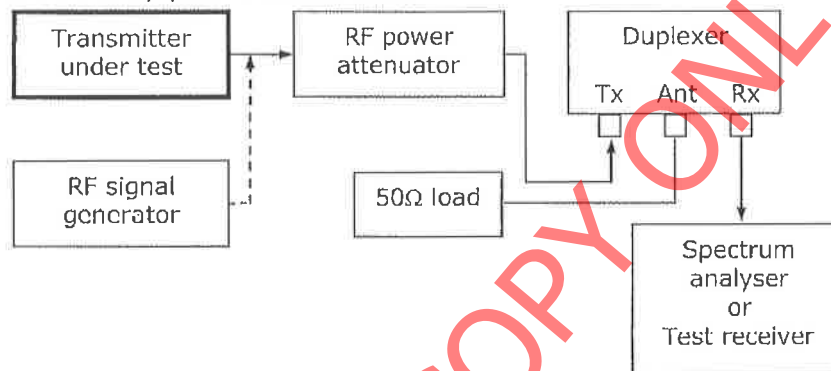 Transmitter
under test
RF power
attenuator
Duplexer
Tx Ant Rx
RF signal
generator
50Ω load
Spectrum
analyser
or
Test receiver
COPY ONL